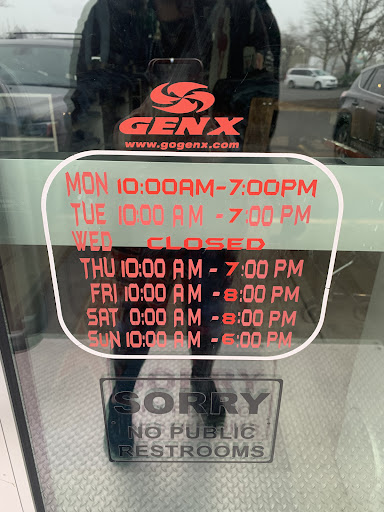 GENX
www.gogenx.com
MON 10:00AM-7:00PM
TUE 10:00 AM - 7:00 PM
WED CLOSED
THU 10:00 AM - 7:00 PM
FRI 10:00 AM - 8:00 PM
SAT 0:00 AM - 8:00 PM
SUN 10:00 AM - 6:00 PM
SORRY
NO PUBLIC
RESTROOMS